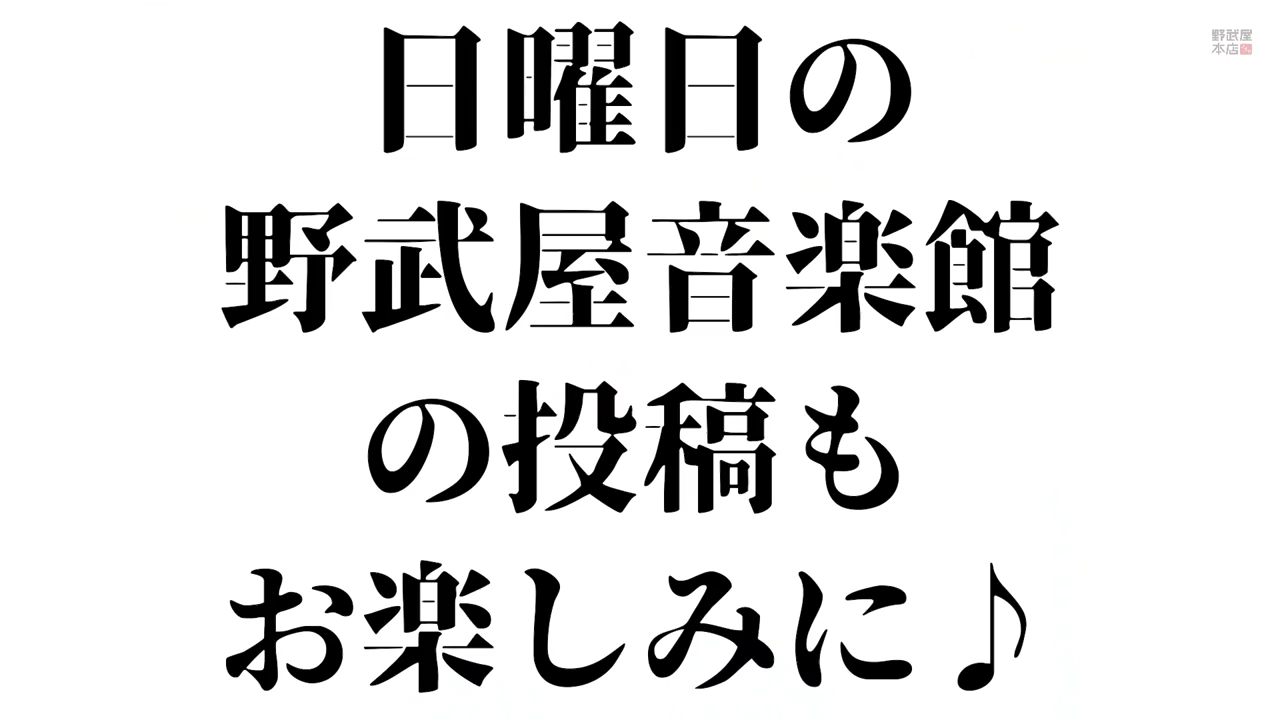 日曜日の
野武屋音楽館
の投稿も
お楽しみに♪
野武屋
本店